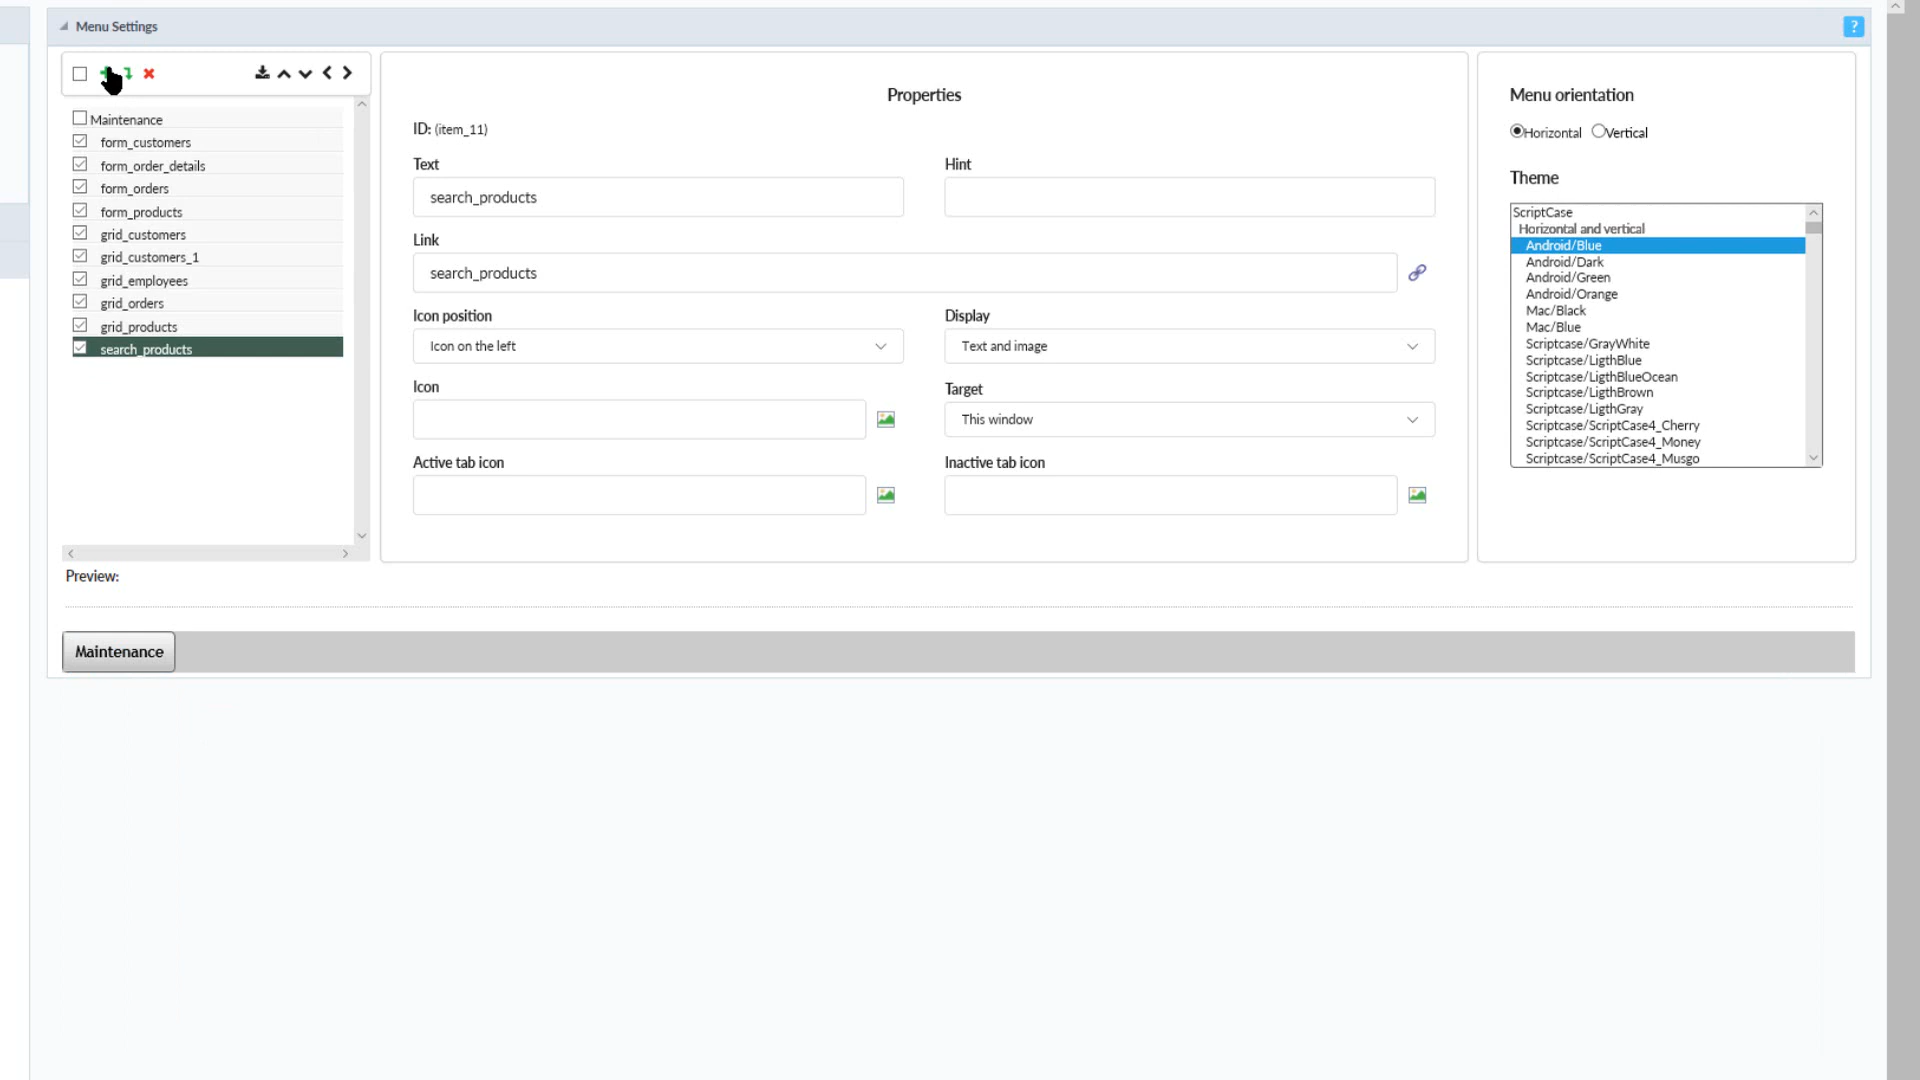 Menu Settings
?
Maintenance
form_customers
form_order_details
form_orders
form_products
grid_customers
grid_customers_1
grid_employees
grid_orders
grid_products
search_products
Properties
ID: (item_11)
Text
Hint
search_products
Link
search_products
Icon position
Display
Icon on the left
Text and image
Icon
Target
This window
Active tab icon
Inactive tab icon
Menu orientation
Horizontal Vertical
Theme
ScriptCase
Horizontal and vertical
Android/Blue
Android/Dark
Android/Green
Android/Orange
Mac/Black
Mac/Blue
Scriptcase/GrayWhite
Scriptcase/LigthBlue
Scriptcase/LigthBlueOcean
Scriptcase/LigthBrown
Scriptcase/LigthGray
Scriptcase/ScriptCase4_Cherry
Scriptcase/ScriptCase4_Money
Scriptcase/ScriptCase4_Musgo
Preview:
Maintenance